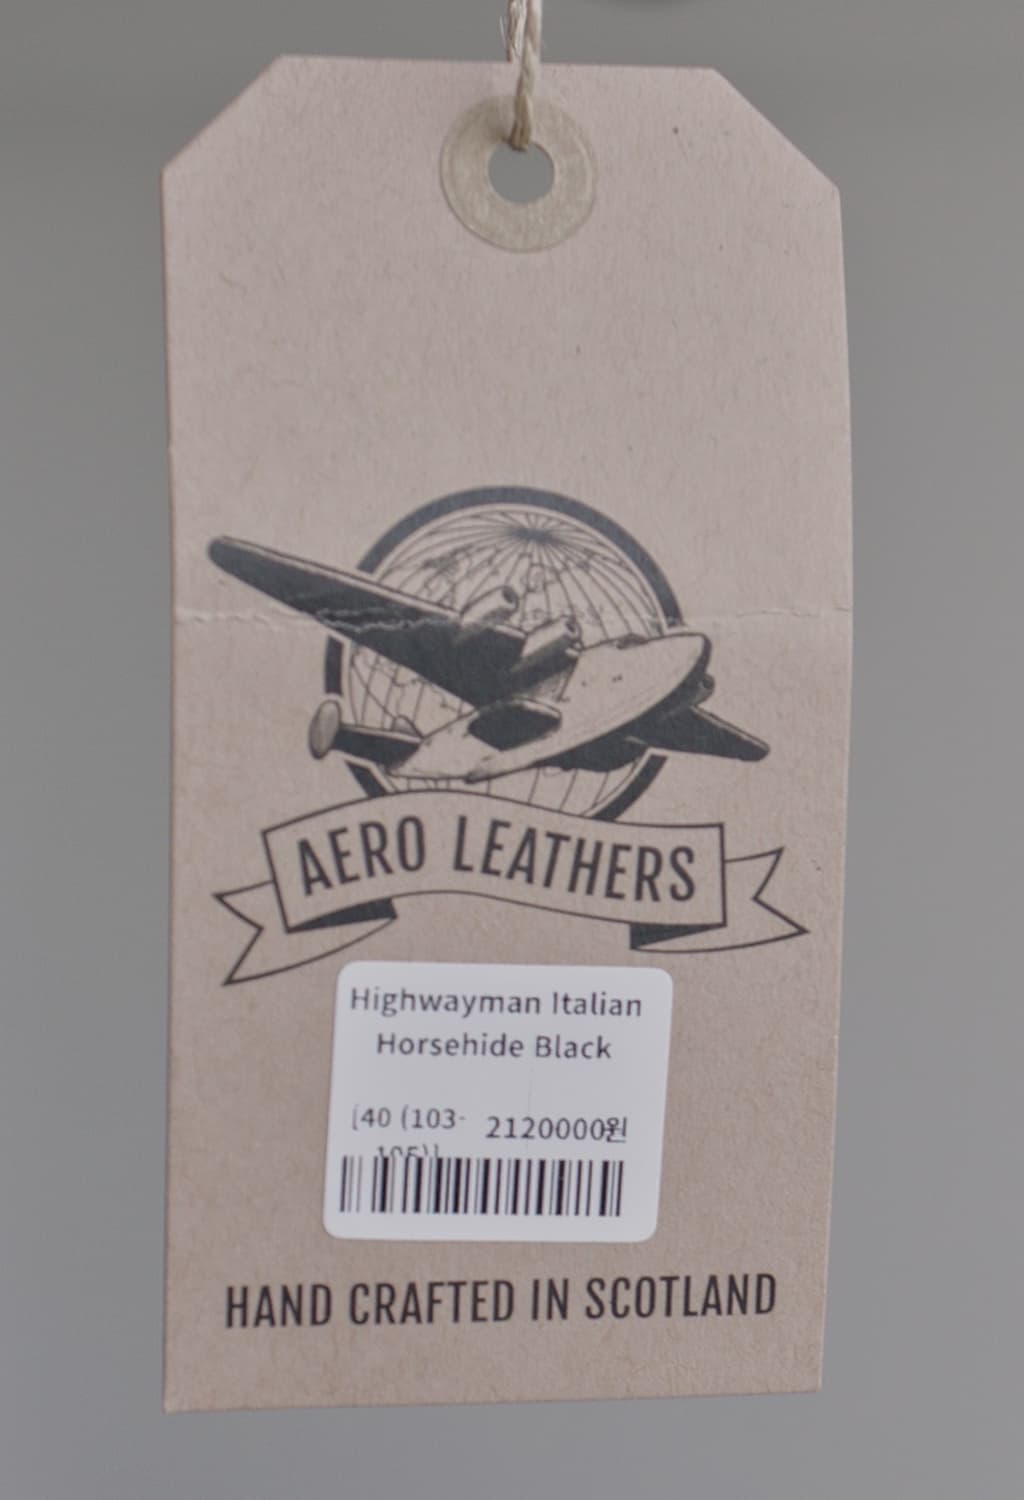 AERO LEATHERS
Highwayman Italian
Horsehide Black
[40 (103-
2120000원
105)]
HAND CRAFTED IN SCOTLAND